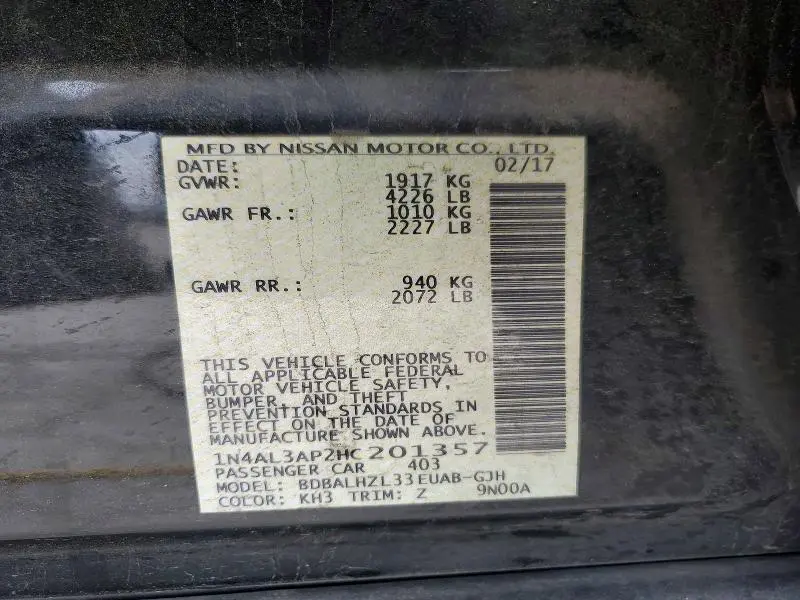 MFD BY NISSAN MOTOR CO., LTD.
DATE: 02/17
GVWR: 1917 KG
4226 LB
GAWR FR.: 1010 KG
2227 LB
GAWR RR.: 940 KG
2072 LB
THIS VEHICLE CONFORMS TO
ALL APPLICABLE FEDERAL
MOTOR VEHICLE SAFETY,
BUMPER, AND THEFT
PREVENTION STANDARDS IN
EFFECT ON THE DATE OF
MANUFACTURE SHOWN ABOVE.
1N4AL3AP2HC201357
PASSENGER CAR 403
MODEL: BDBALHZL33EUAB-GJH
COLOR: KH3 TRIM: Z 9N00A